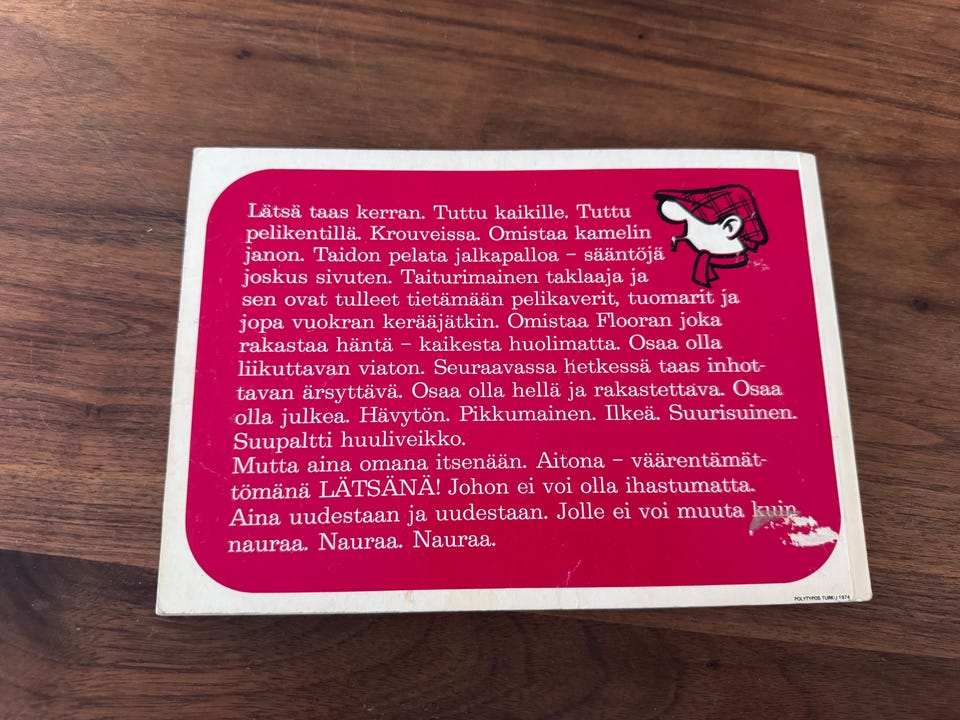 Lätsä taas kerran. Tuttu kaikille. Tuttu
pelikentillä. Krouveissa. Omistaa kamelin
janon. Taidon pelata jalkapalloa – sääntöjä
joskus sivuten. Taiturimainen taklaaja ja
sen ovat tulleet tietämään pelikaverit, tuomarit ja
jopa vuokran kerääjätkin. Omistaa Flooran joka
rakastaa häntä – kaikesta huolimatta. Osaa olla
liikuttavan viaton. Seuraavassa hetkessä taas inhot-
tavan ärsyttävä. Osaa olla hellä ja rakastettava. Osaa
olla julkea. Hävytön. Pikkumainen. Ilkeä. Suurisuinen.
Suupaltti huuliveikko.
Mutta aina omana itsenään. Aitona – väärentämät-
tömänä LÄTSÄNÄ! Johon ei voi olla ihastumatta.
Aina uudestaan ja uudestaan. Jolle ei voi muuta kuin
nauraa. Nauraa. Nauraa.
POLYTYPOS TURKU 1974